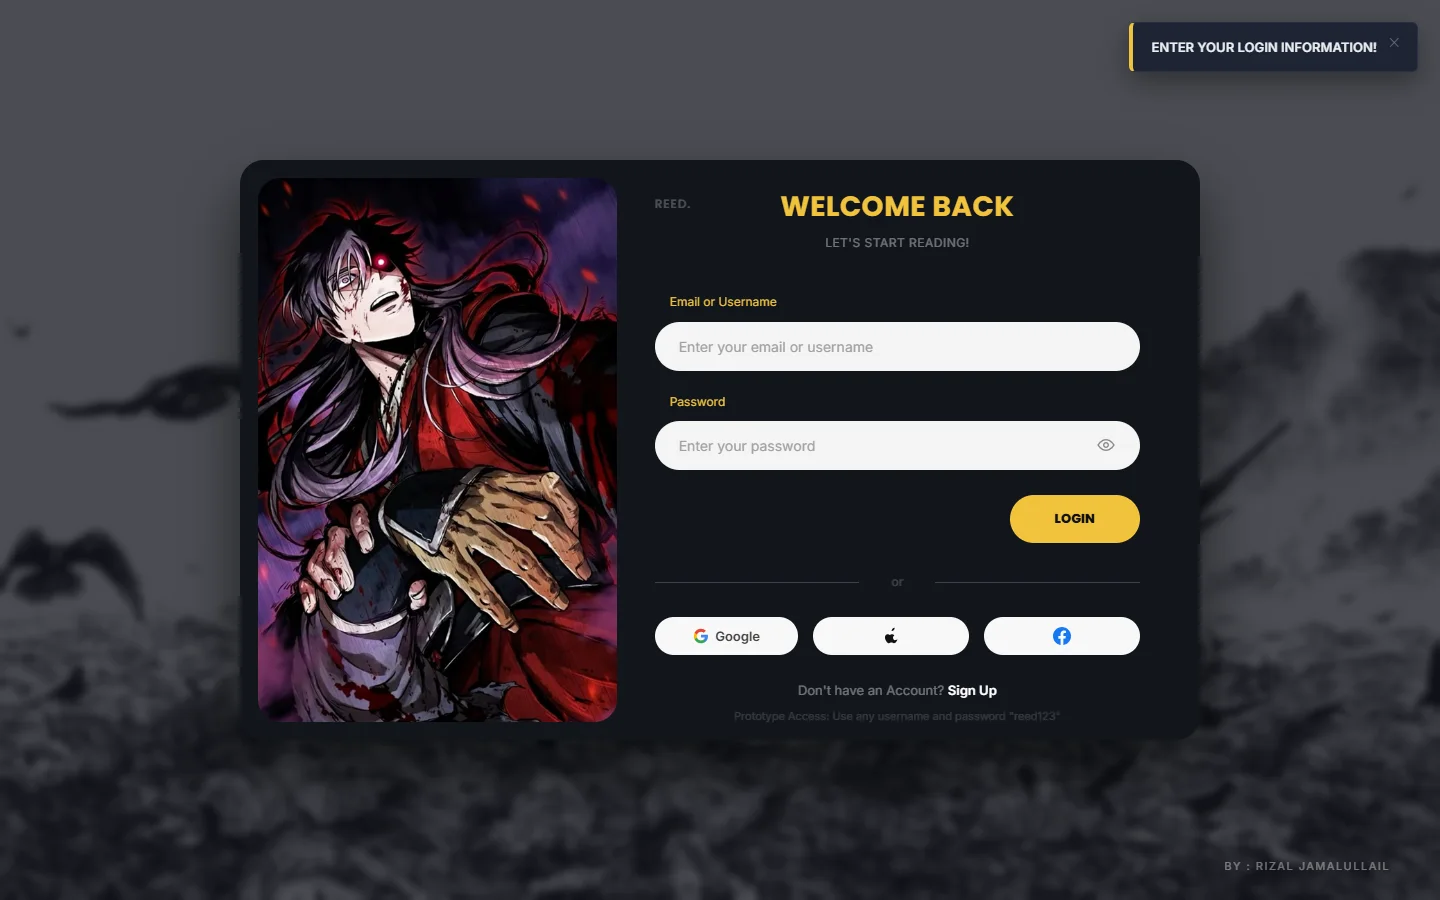 ENTER YOUR LOGIN INFORMATION!
REED.
WELCOME BACK
LET'S START READING!
Email or Username
Enter your email or username
Password
Enter your password
LOGIN
or
Google
Don't have an Account? Sign Up
Prototype Access: Use any username and password "reed123"
BY : RIZAL JAMALULLAIL